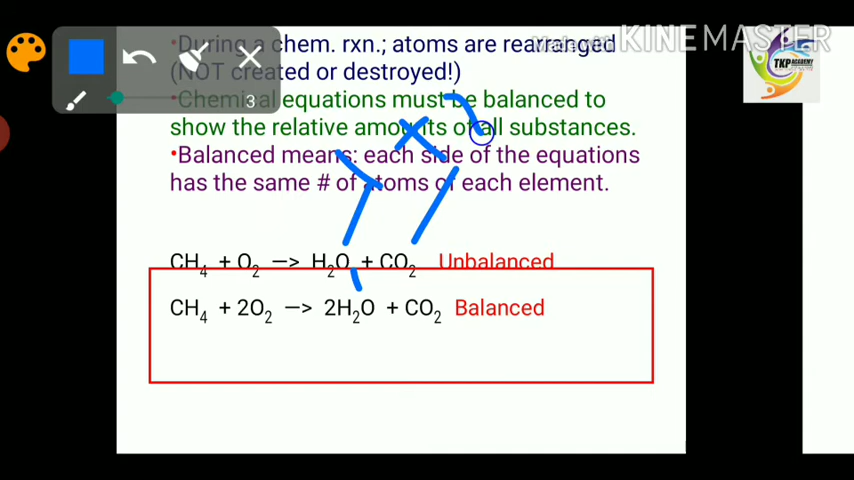 •During a chem. rxn.; atoms are rearranged
(NOT created or destroyed!)
•Chemical equations must be balanced to
show the relative amounts of all substances.
•Balanced means: each side of the equations
has the same # of atoms of each element.
CH₄ + O₂ —> H₂O + CO₂ Unbalanced
CH₄ + 2O₂ —> 2H₂O + CO₂ Balanced
3
Made with KINEMASTER
TKP ACADEMY